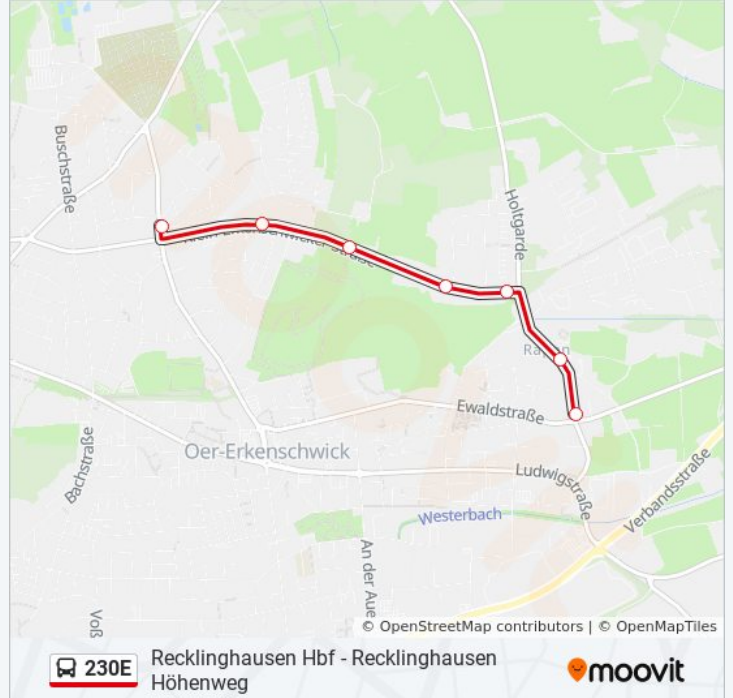 Buschstraße
Holtgarde
Ewaldstraße
Oer-Erkenschwick
Ludwigstraße
Bachstraße
Verbandsstraße
Westerbach
An der Aue
Voß
© OpenStreetMap contributors | © OpenMapTiles
230E
Recklinghausen Hbf - Recklinghausen
Höhenweg
moovit